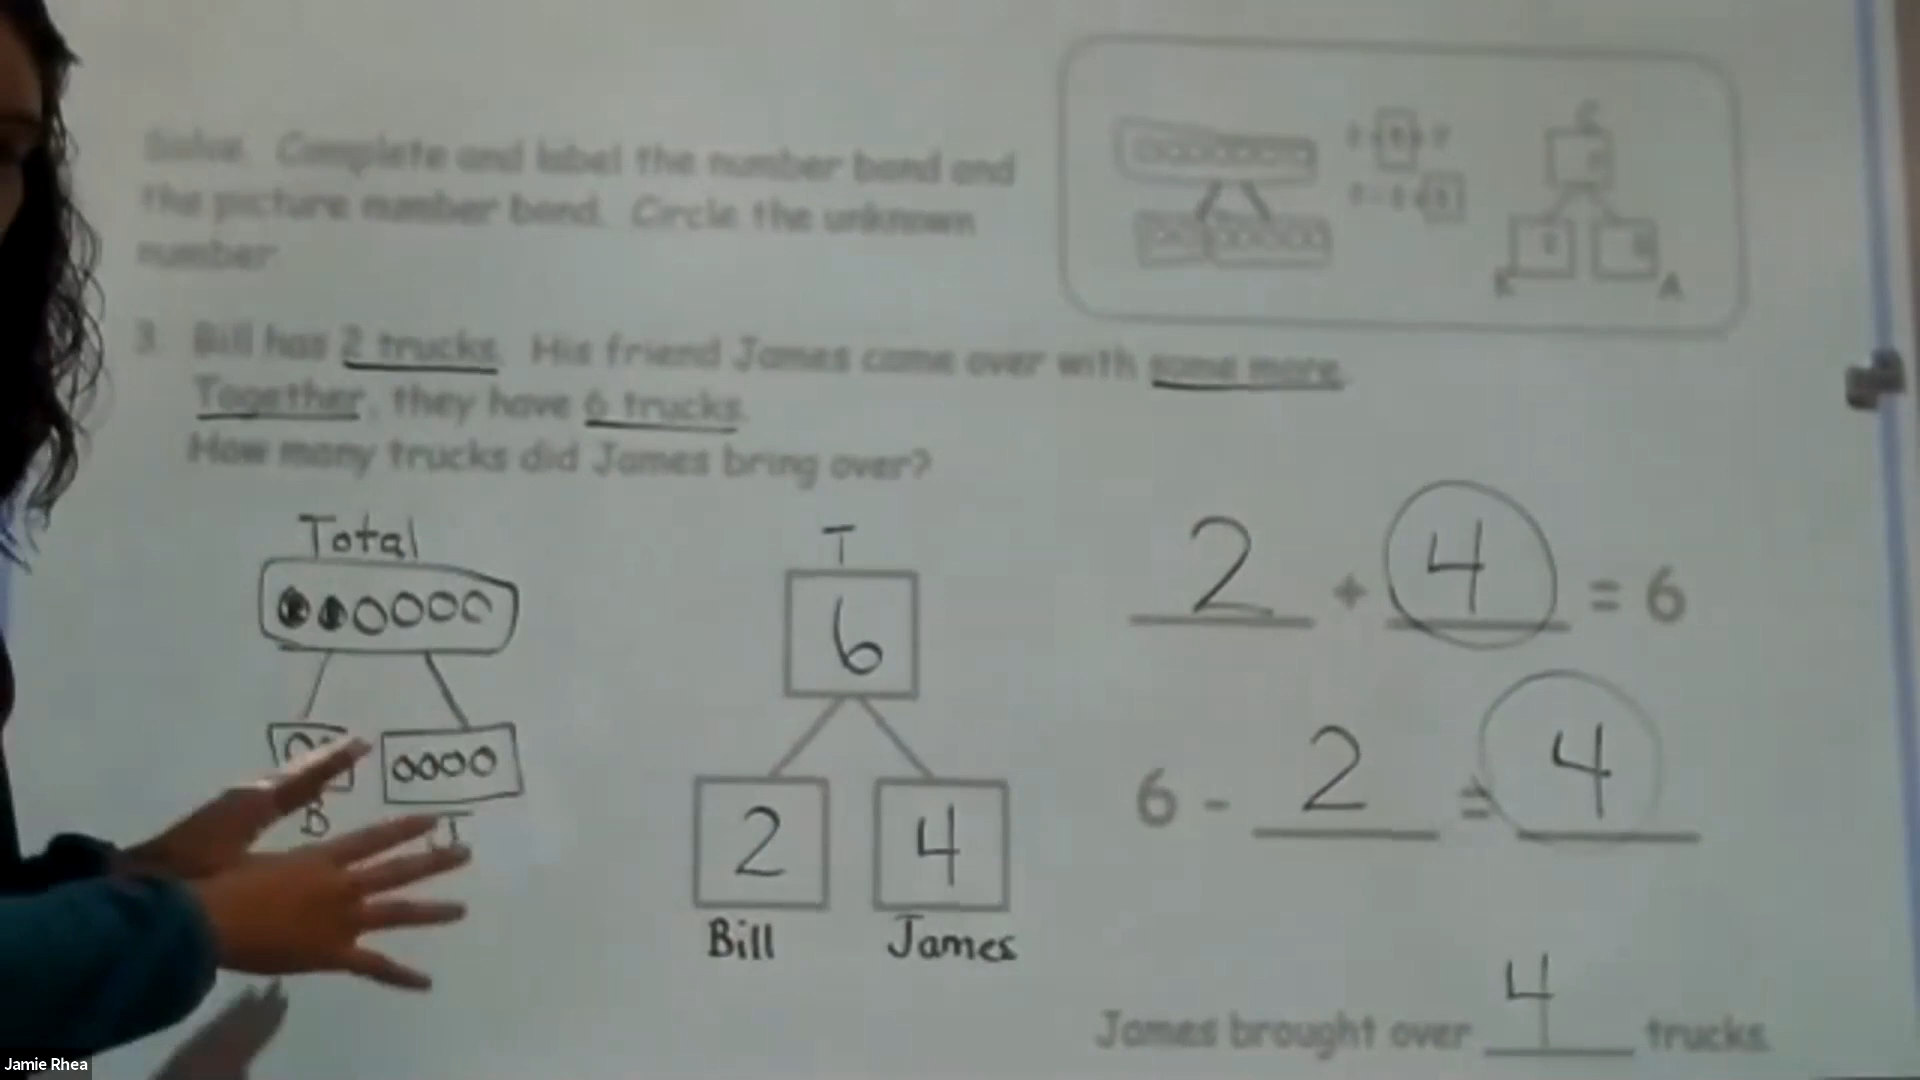 Solve. Complete and label the number bond and
the picture number bond. Circle the unknown
number
3. Bill has 2 trucks. His friend James came over with some more.
Together, they have 6 trucks.
How many trucks did James bring over?
Total
B
J
T
6
2
4
Bill
James
2 + 4 = 6
6 - 2 = 4
James brought over 4 trucks.
K
A
Jamie Rhea